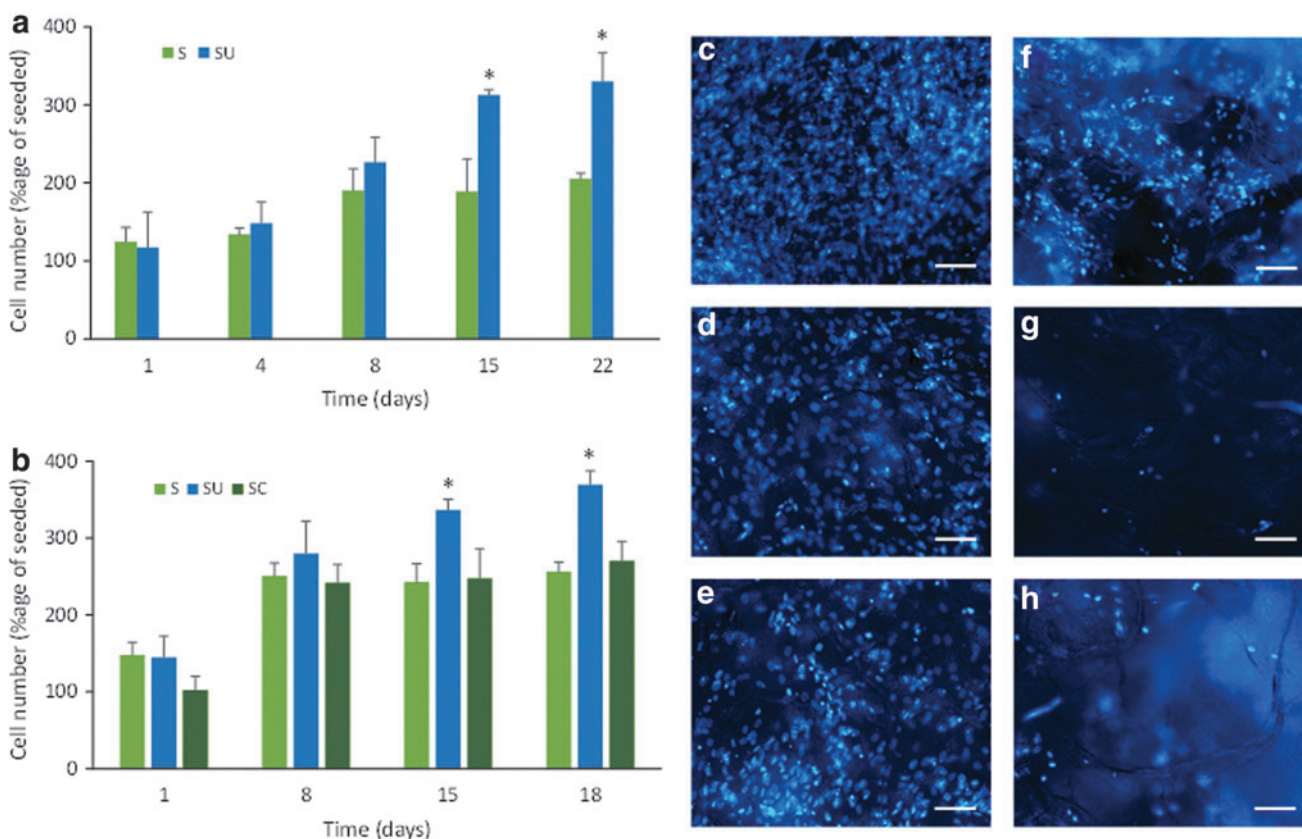 a
400
300
200
100
0
Cell number (%age of seeded)
S SU
*
*
1 4 8 15 22
Time (days)
b
400
300
200
100
0
Cell number (%age of seeded)
S SU SC
*
*
1 8 15 18
Time (days)
c
f
d
g
e
h